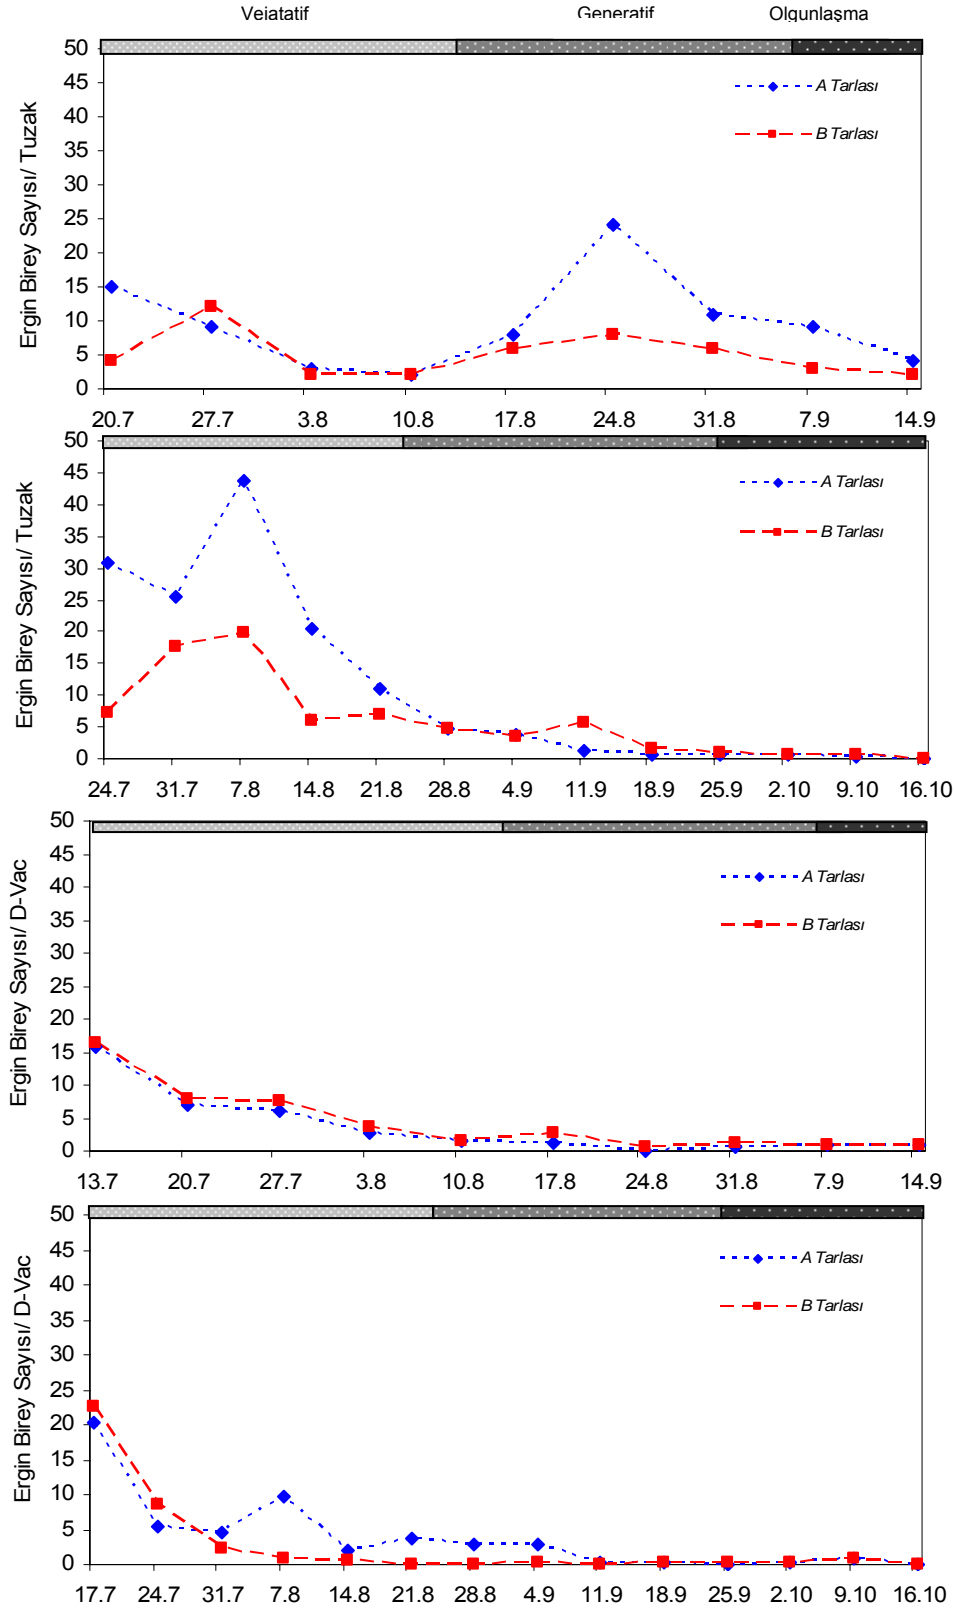 Veiatatif Generatif Olgunlaşma
Ergin Birey Sayısı/ Tuzak
50
45
40
35
30
25
20
15
10
5
0
A Tarlası
B Tarlası
20.7 27.7 3.8 10.8 17.8 24.8 31.8 7.9 14.9
Ergin Birey Sayısı/ Tuzak
50
45
40
35
30
25
20
15
10
5
0
A Tarlası
B Tarlası
24.7 31.7 7.8 14.8 21.8 28.8 4.9 11.9 18.9 25.9 2.10 9.10 16.10
Ergin Birey Sayısı/ D-Vac
50
45
40
35
30
25
20
15
10
5
0
A Tarlası
B Tarlası
13.7 20.7 27.7 3.8 10.8 17.8 24.8 31.8 7.9 14.9
Ergin Birey Sayısı/ D-Vac
50
45
40
35
30
25
20
15
10
5
0
A Tarlası
B Tarlası
17.7 24.7 31.7 7.8 14.8 21.8 28.8 4.9 11.9 18.9 25.9 2.10 9.10 16.10